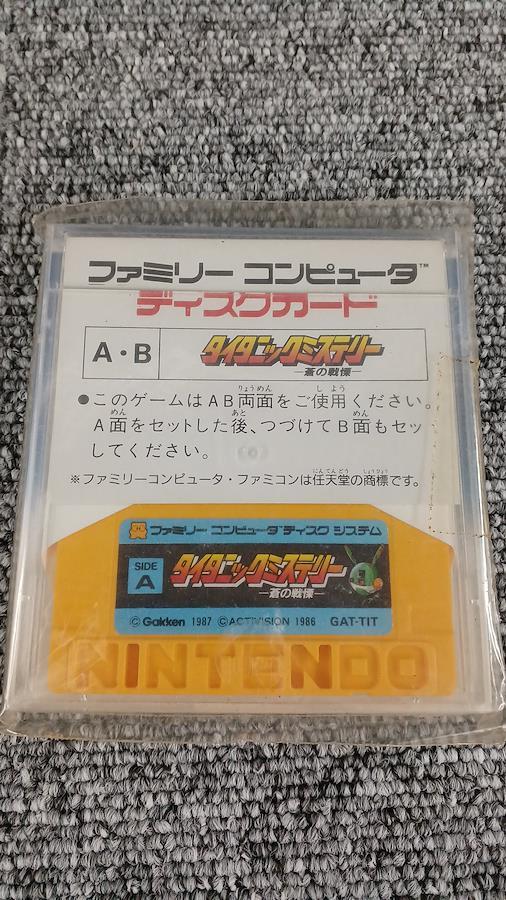 ファミリー コンピュータ™
ディスクカード
A・B
タイタニックミステリー
―蒼の戦慄―
●このゲームはAB両面をご使用ください。
A面をセットした後、つづけてB面もセッ
してください。
※ファミリーコンピュータ・ファミコンは任天堂の商標です。
ファミリー コンピュータ™ ディスク システム
SIDE
A
タイタニックミステリー
―蒼の戦慄―
©Gakken 1987 ©ACTIVISION 1986 GAT-TIT
NINTENDO